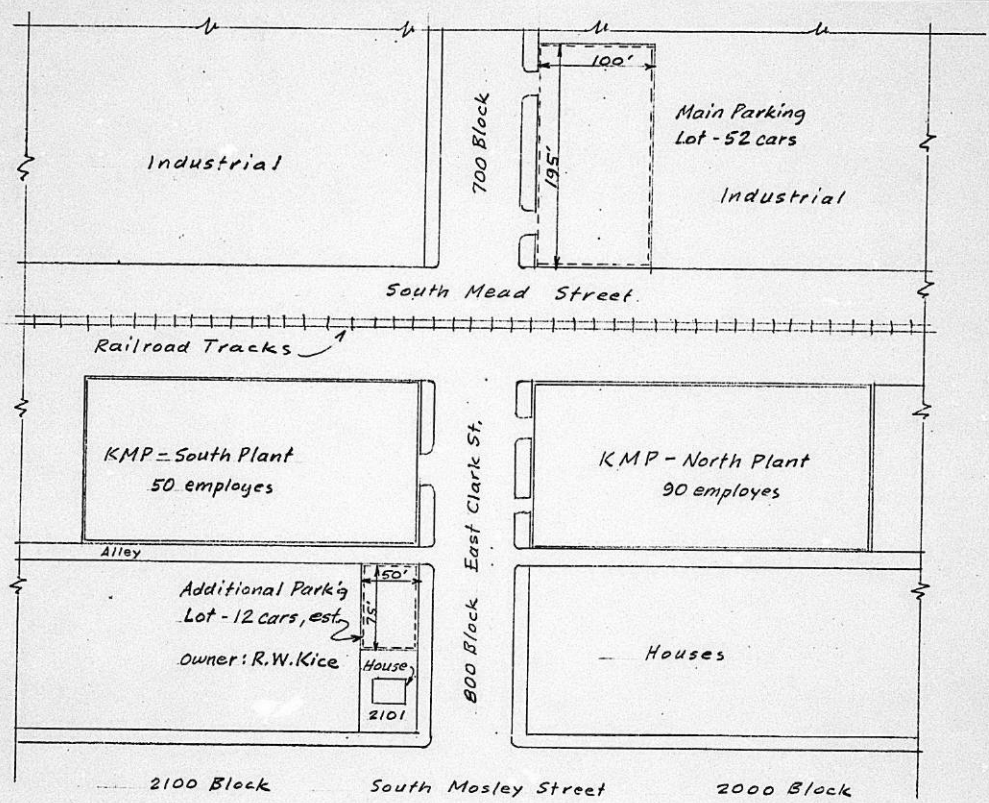 100'
195'
700 Block
Main Parking
Lot - 52 cars
Industrial
Industrial
South Mead Street.
Railroad Tracks
KMP = South Plant
50 employes
800 Block East Clark St.
KMP - North Plant
90 employes
Alley
Additional Park'g
Lot - 12 cars, est
Owner: R.W. Kice
50'
75'
House
2101
Houses
2100 Block
South Mosley Street
2000 Block